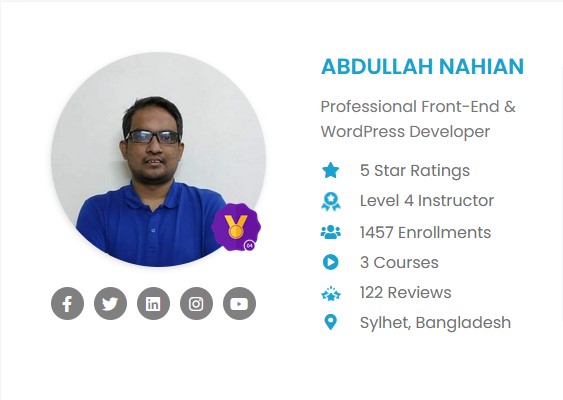 ABDULLAH NAHIAN
Professional Front-End &
WordPress Developer
5 Star Ratings
Level 4 Instructor
1457 Enrollments
3 Courses
122 Reviews
Sylhet, Bangladesh
04